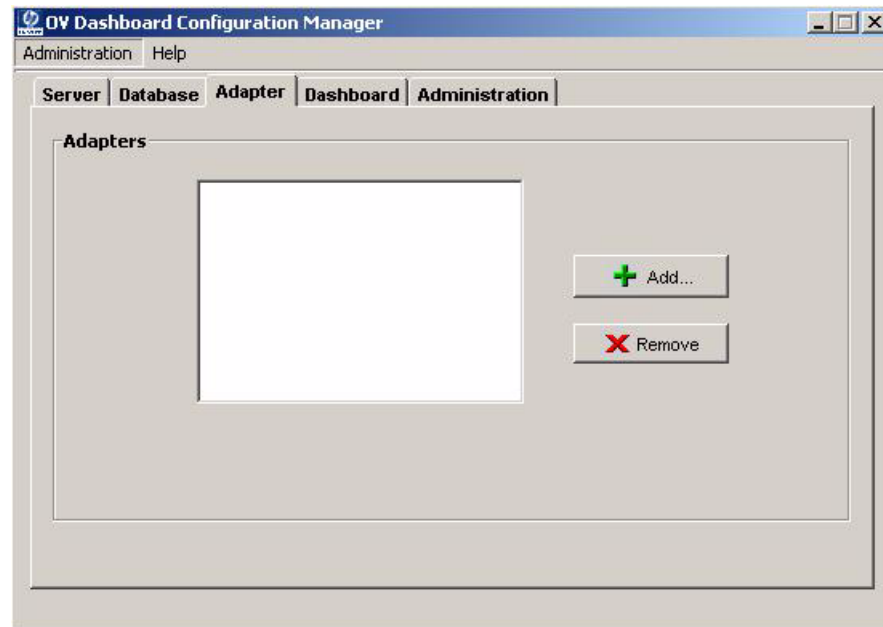 OV Dashboard Configuration Manager
Administration Help
Server Database Adapter Dashboard Administration
Adapters
Add...
Remove